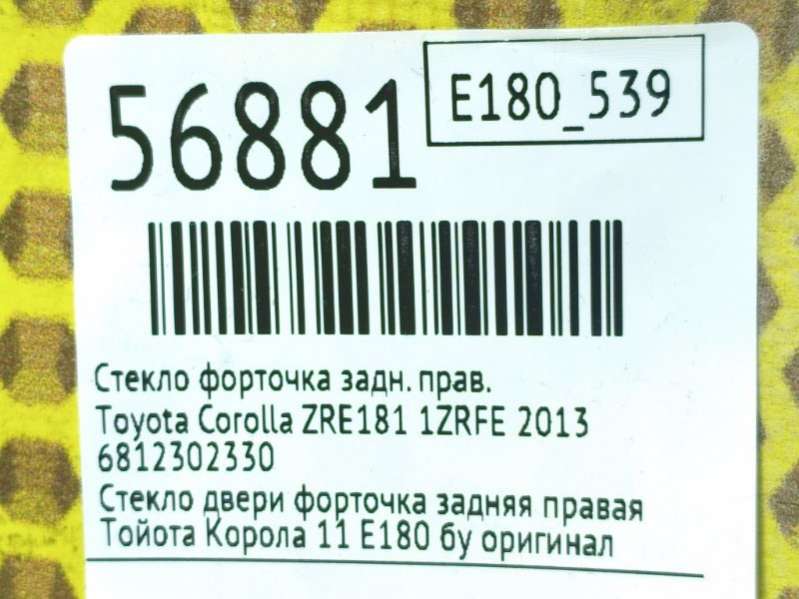 56881
E180_539
Стекло форточка задн. прав.
Toyota Corolla ZRE181 1ZRFE 2013
6812302330
Стекло двери форточка задняя правая
Тойота Корола 11 Е180 бу оригинал